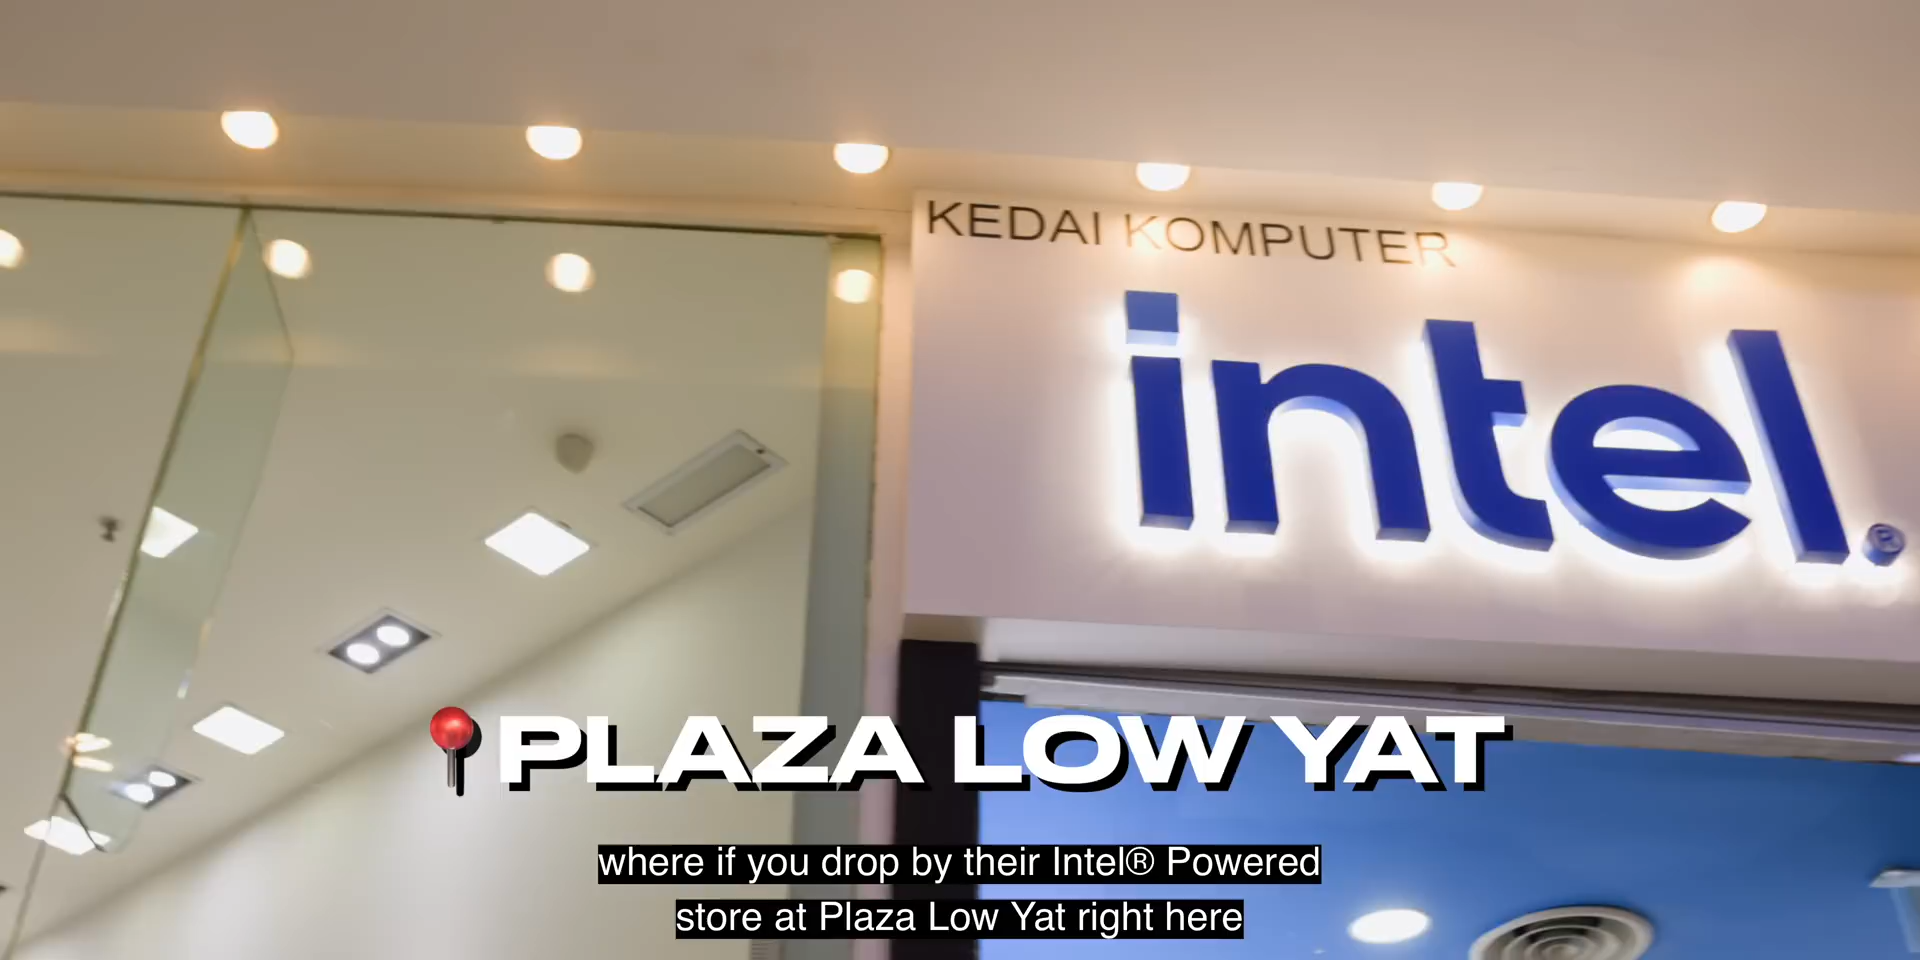 KEDAI KOMPUTER
intel®
📍PLAZA LOW YAT
where if you drop by their Intel® Powered
store at Plaza Low Yat right here